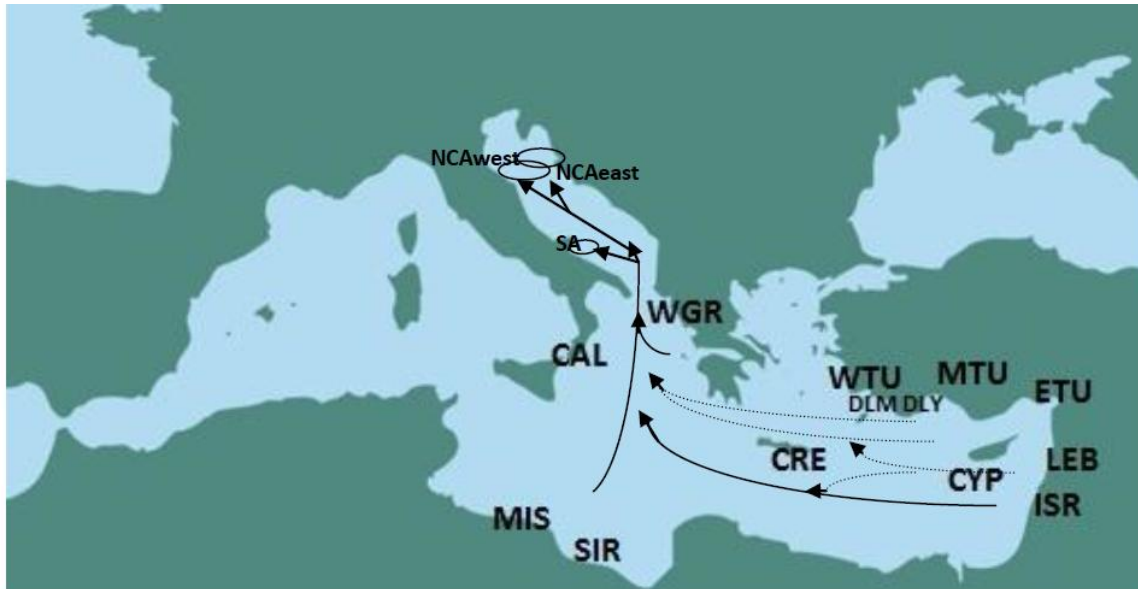 NCAwest
NCAeast
SA
WGR
CAL
WTU
MTU
ETU
DLM DLY
CRE
CYP
LEB
ISR
MIS
SIR